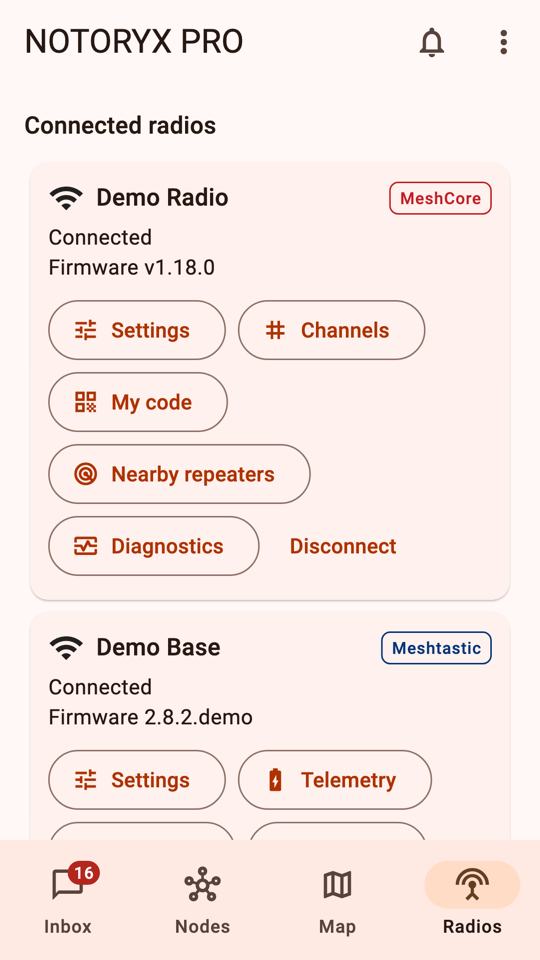 NOTORYX PRO
Connected radios
Demo Radio
MeshCore
Connected
Firmware v1.18.0
Settings
Channels
My code
Nearby repeaters
Diagnostics
Disconnect
Demo Base
Meshtastic
Connected
Firmware 2.8.2.demo
Settings
Telemetry
16
Inbox
Nodes
Map
Radios